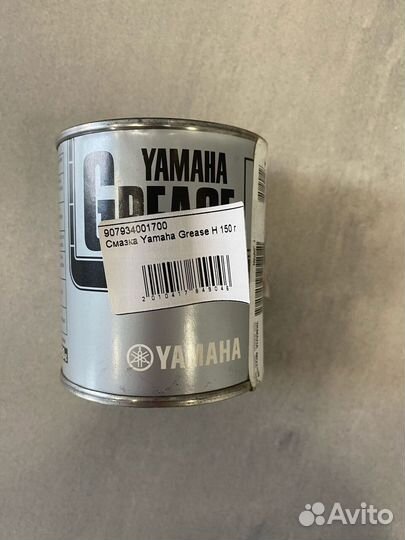 YAMAHA
GREASE
907934001700
Смазка Yamaha Grease H 150 г
YAMAHA
Avito